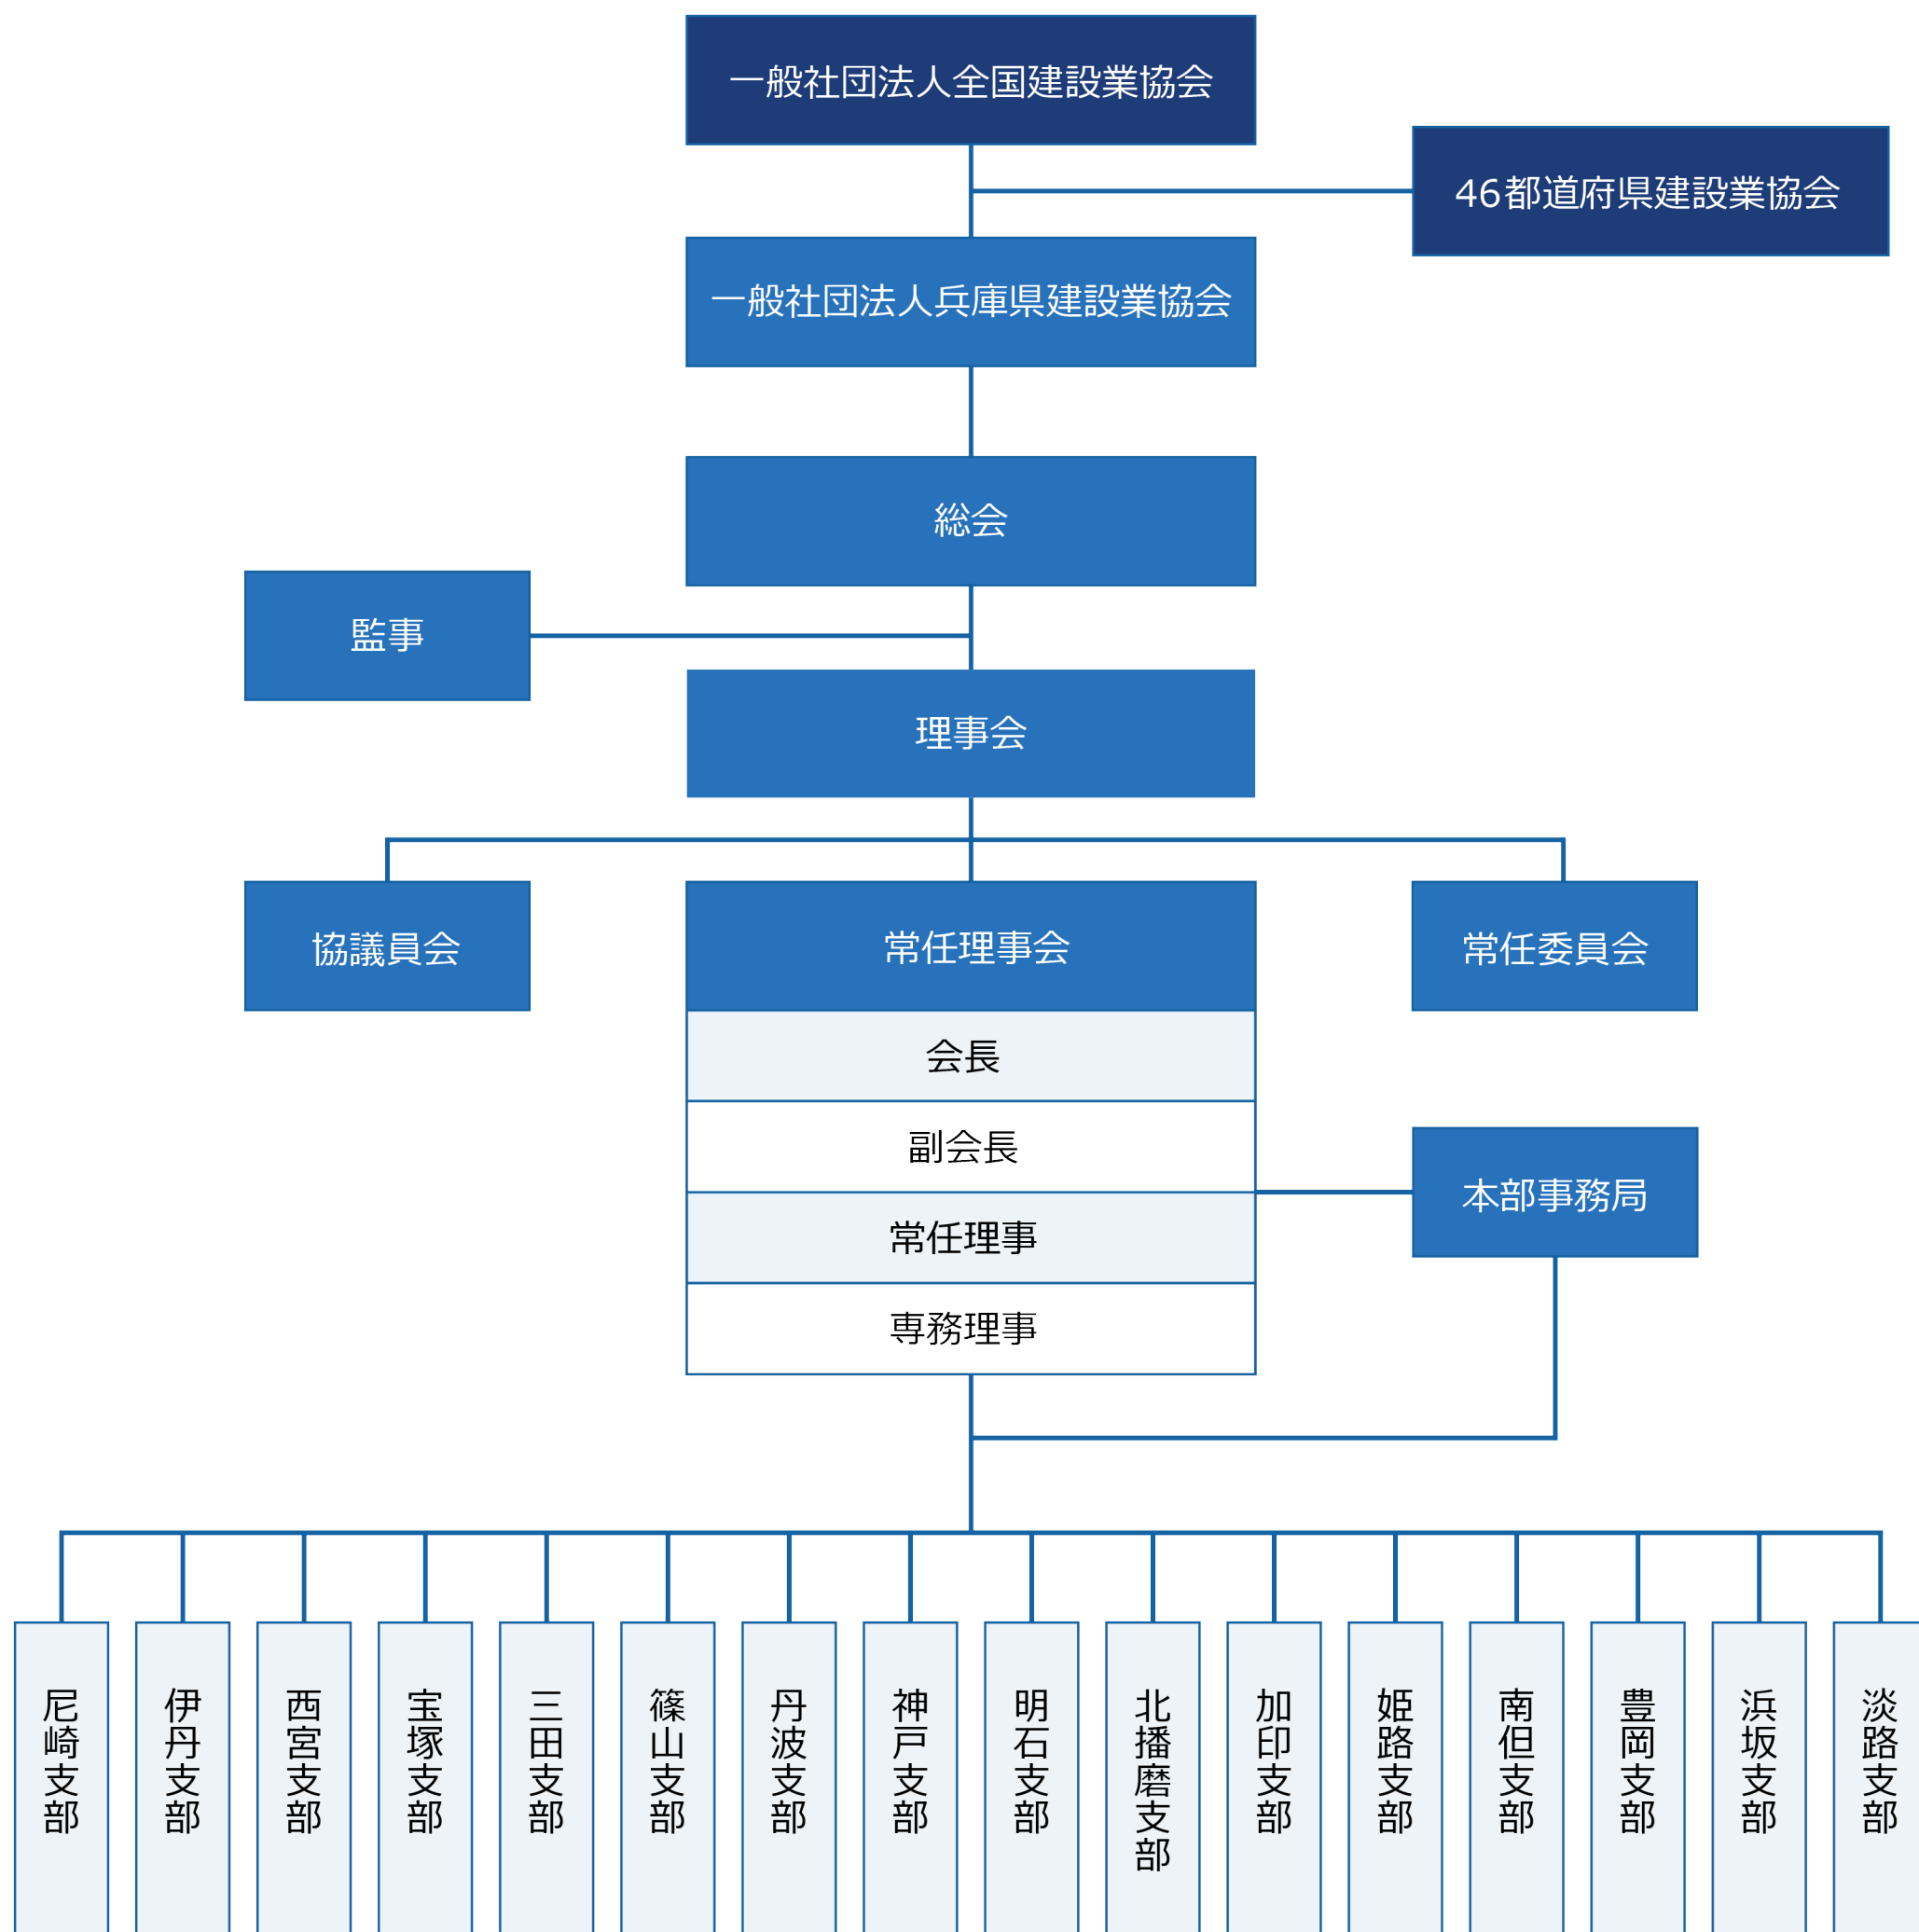 一般社団法人全国建設業協会
46都道府県建設業協会
一般社団法人兵庫県建設業協会
総会
監事
理事会
協議員会
常任理事会
常任委員会
会長
副会長
本部事務局
常任理事
専務理事
尼崎支部
伊丹支部
西宮支部
宝塚支部
三田支部
篠山支部
丹波支部
神戸支部
明石支部
北播磨支部
加印支部
姫路支部
南但支部
豊岡支部
浜坂支部
淡路支部